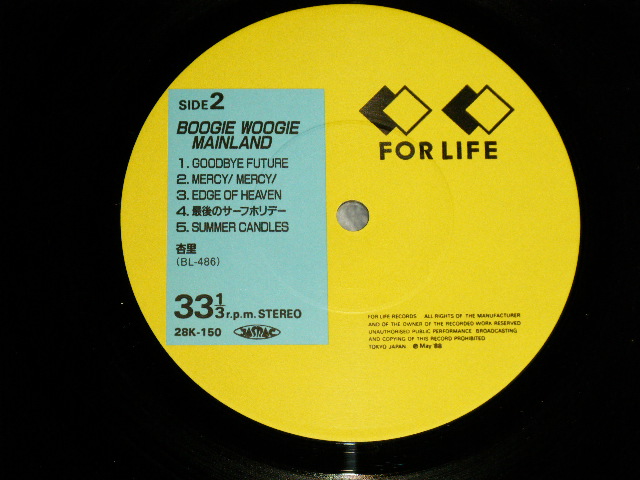 SIDE 2
BOOGIE WOOGIE
MAINLAND
1. GOODBYE FUTURE
2. MERCY/ MERCY/
3. EDGE OF HEAVEN
4. 最後のサーフホリデー
5. SUMMER CANDLES
杏里
(BL-486)
33 1/3 r.p.m. STEREO
28K-150 JASRAC
FOR LIFE
FOR LIFE RECORDS ALL RIGHTS OF THE MANUFACTURER
AND OF THE OWNER OF THE RECORDED WORK RESERVED
UNAUTHORISED PUBLIC PERFORMANCE BROADCASTING
AND COPYING OF THIS RECORD PROHIBITED
TOKYO JAPAN ℗ May '88